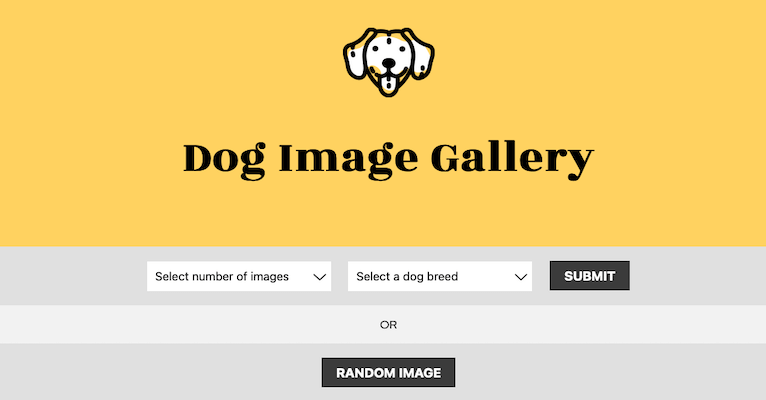 Dog Image Gallery
Select number of images Select a dog breed SUBMIT
OR
RANDOM IMAGE